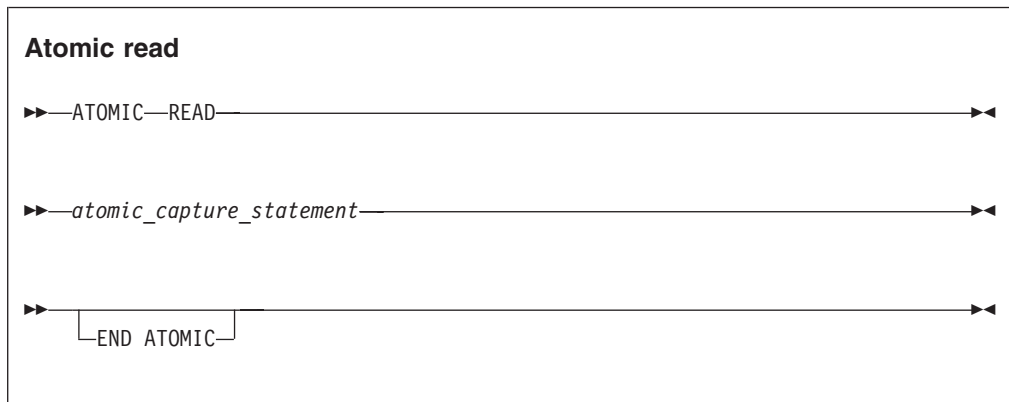 Atomic read
ATOMIC READ
atomic_capture_statement
END ATOMIC